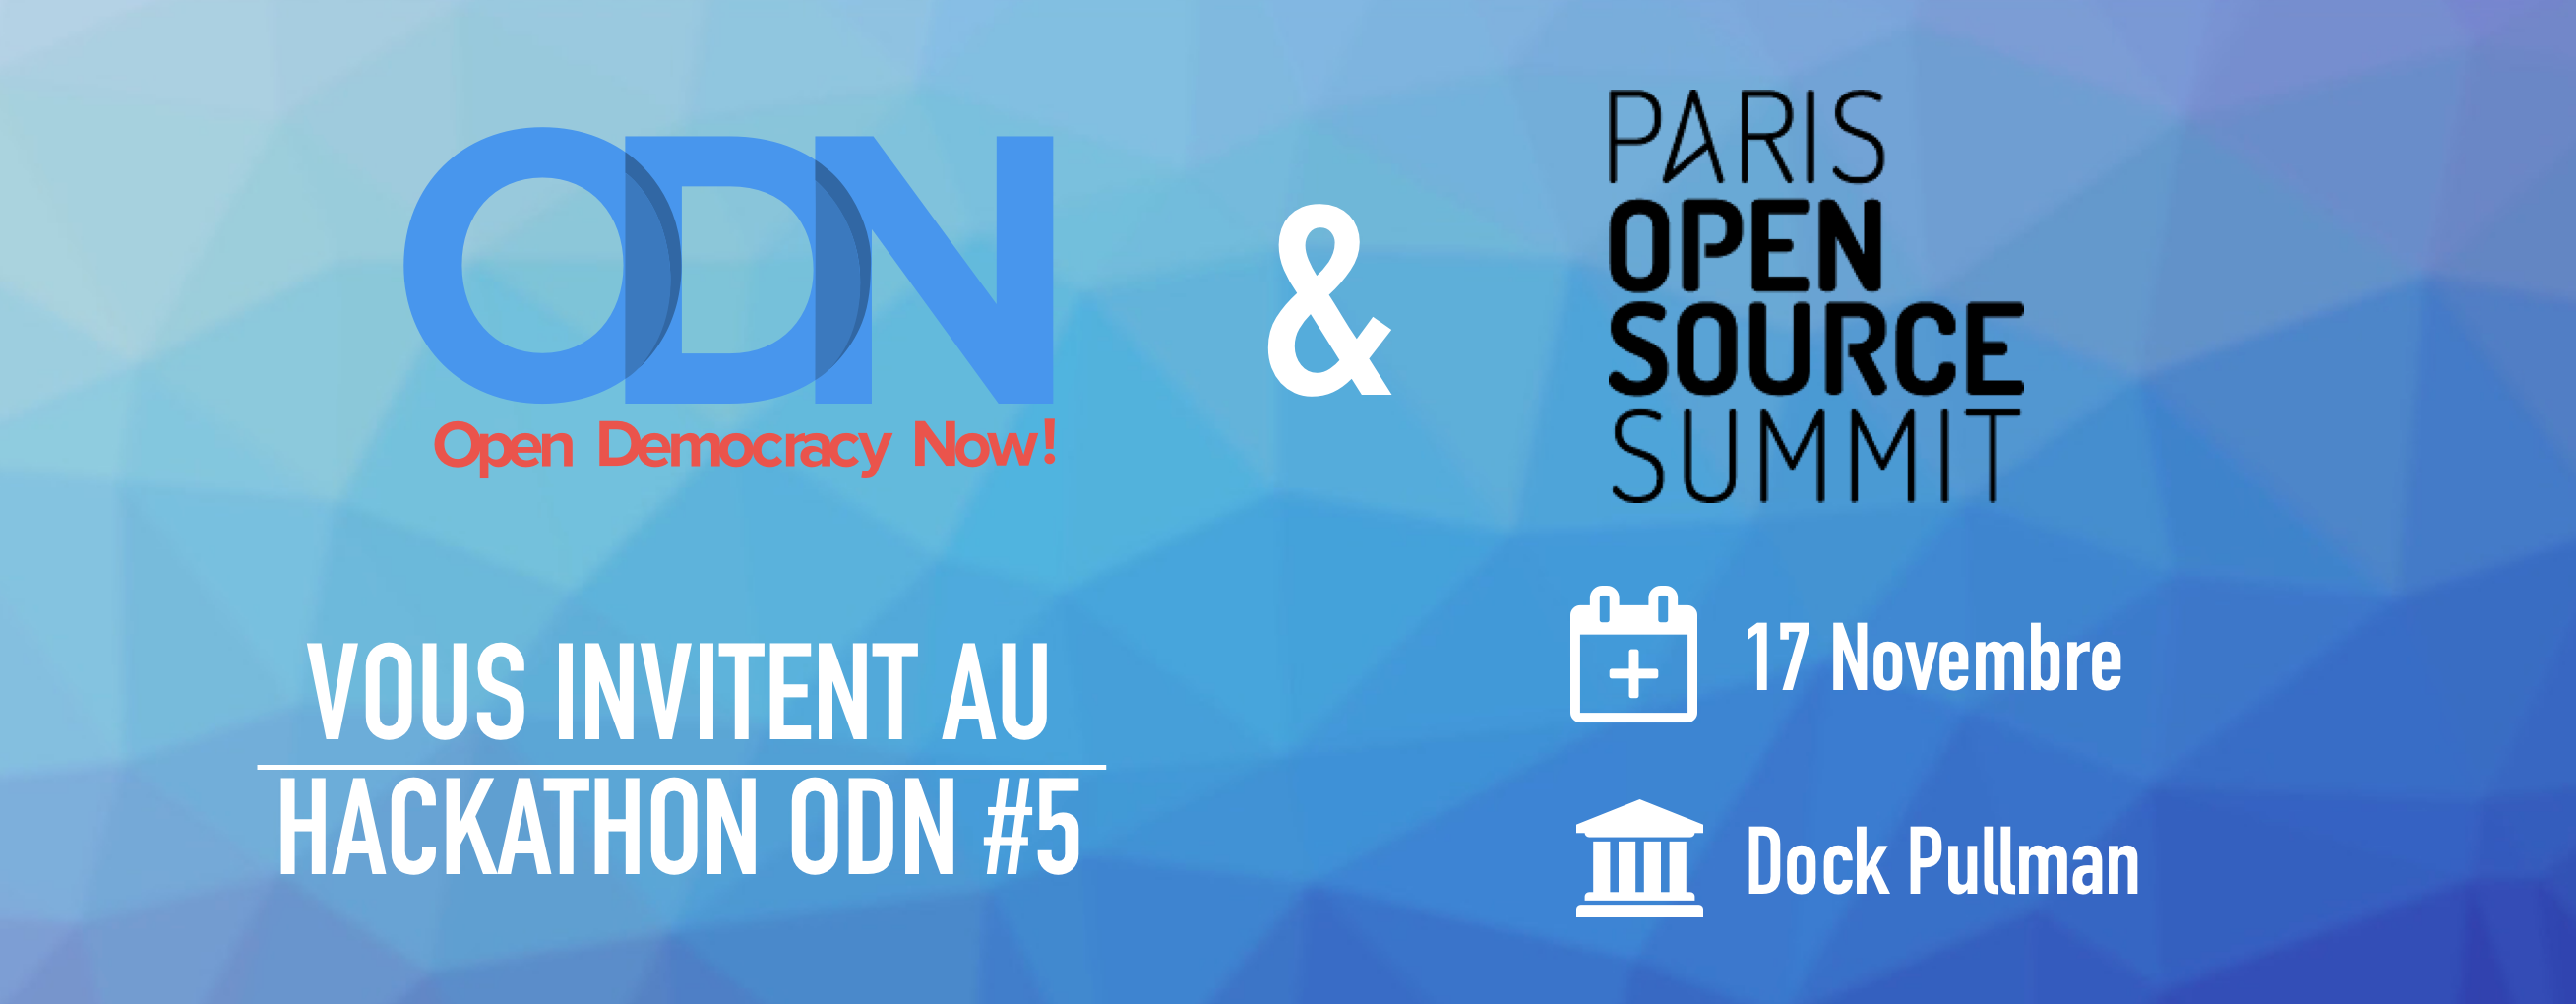 ODN
Open Democracy Now!
&
PARIS
OPEN
SOURCE
SUMMIT
VOUS INVITENT AU
HACKATHON ODN #5
17 Novembre
Dock Pullman